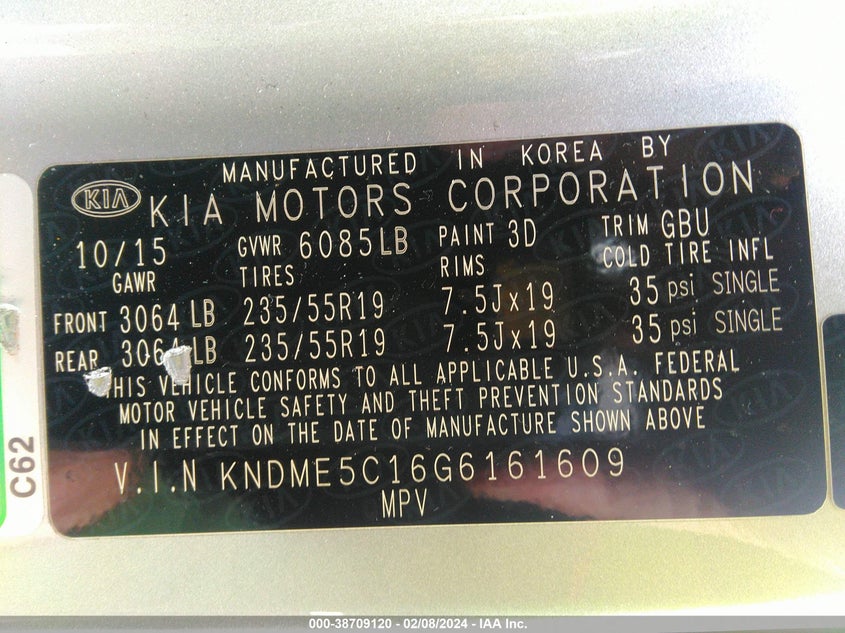 MANUFACTURED IN KOREA BY
KIA KIA MOTORS CORPORATION
10/15 GVWR 6085LB PAINT 3D TRIM GBU
GAWR TIRES RIMS COLD TIRE INFL
FRONT 3064 LB 235/55R19 7.5Jx19 35 psi SINGLE
REAR 3064 LB 235/55R19 7.5Jx19 35 psi SINGLE
THIS VEHICLE CONFORMS TO ALL APPLICABLE U.S.A. FEDERAL
MOTOR VEHICLE SAFETY AND THEFT PREVENTION STANDARDS
IN EFFECT ON THE DATE OF MANUFACTURE SHOWN ABOVE
V.I.N KNDME5C16G6161609
MPV
C62
000-38709120 - 02/08/2024 - IAA Inc.